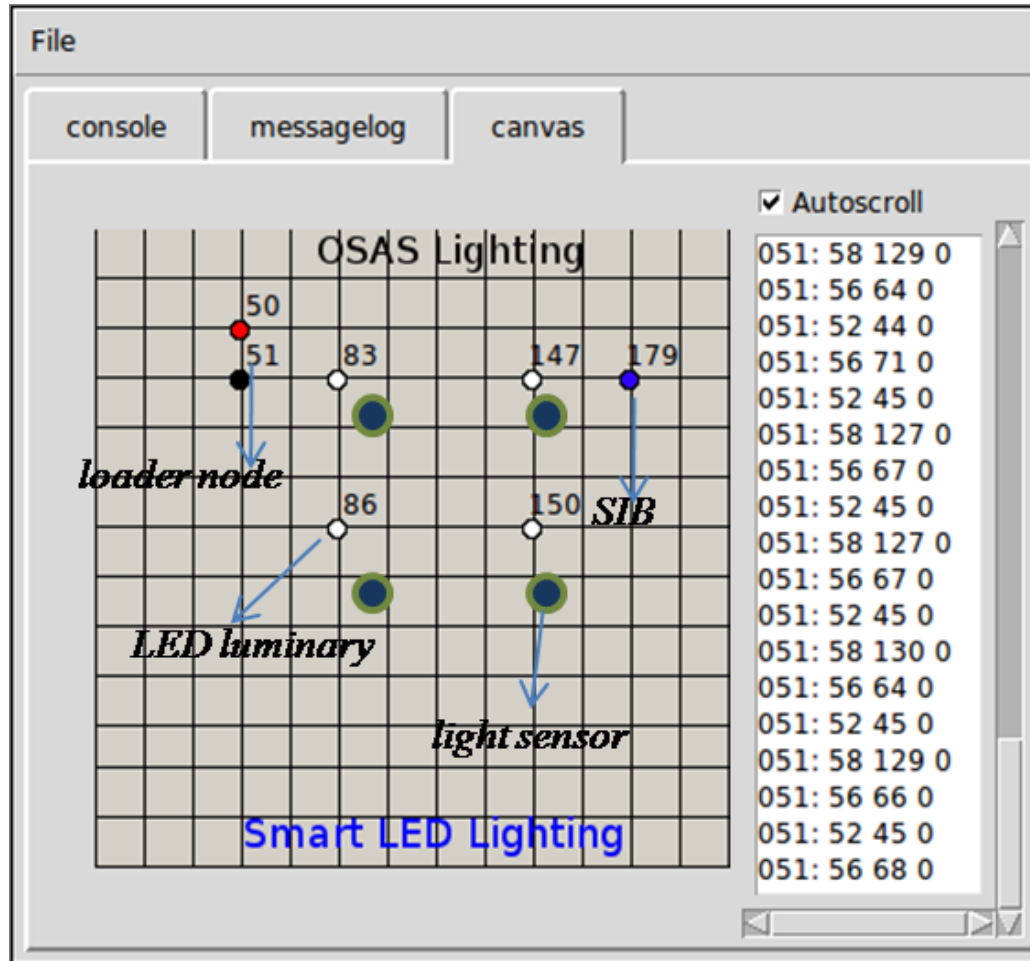 File
console
messagelog
canvas
Autoscroll
OSAS Lighting
50
51
83
147
179
loader node
86
150
SIB
LED luminary
light sensor
Smart LED Lighting
051: 58 129 0
051: 56 64 0
051: 52 44 0
051: 56 71 0
051: 52 45 0
051: 58 127 0
051: 56 67 0
051: 52 45 0
051: 58 127 0
051: 56 67 0
051: 52 45 0
051: 58 130 0
051: 56 64 0
051: 52 45 0
051: 58 129 0
051: 56 66 0
051: 52 45 0
051: 56 68 0